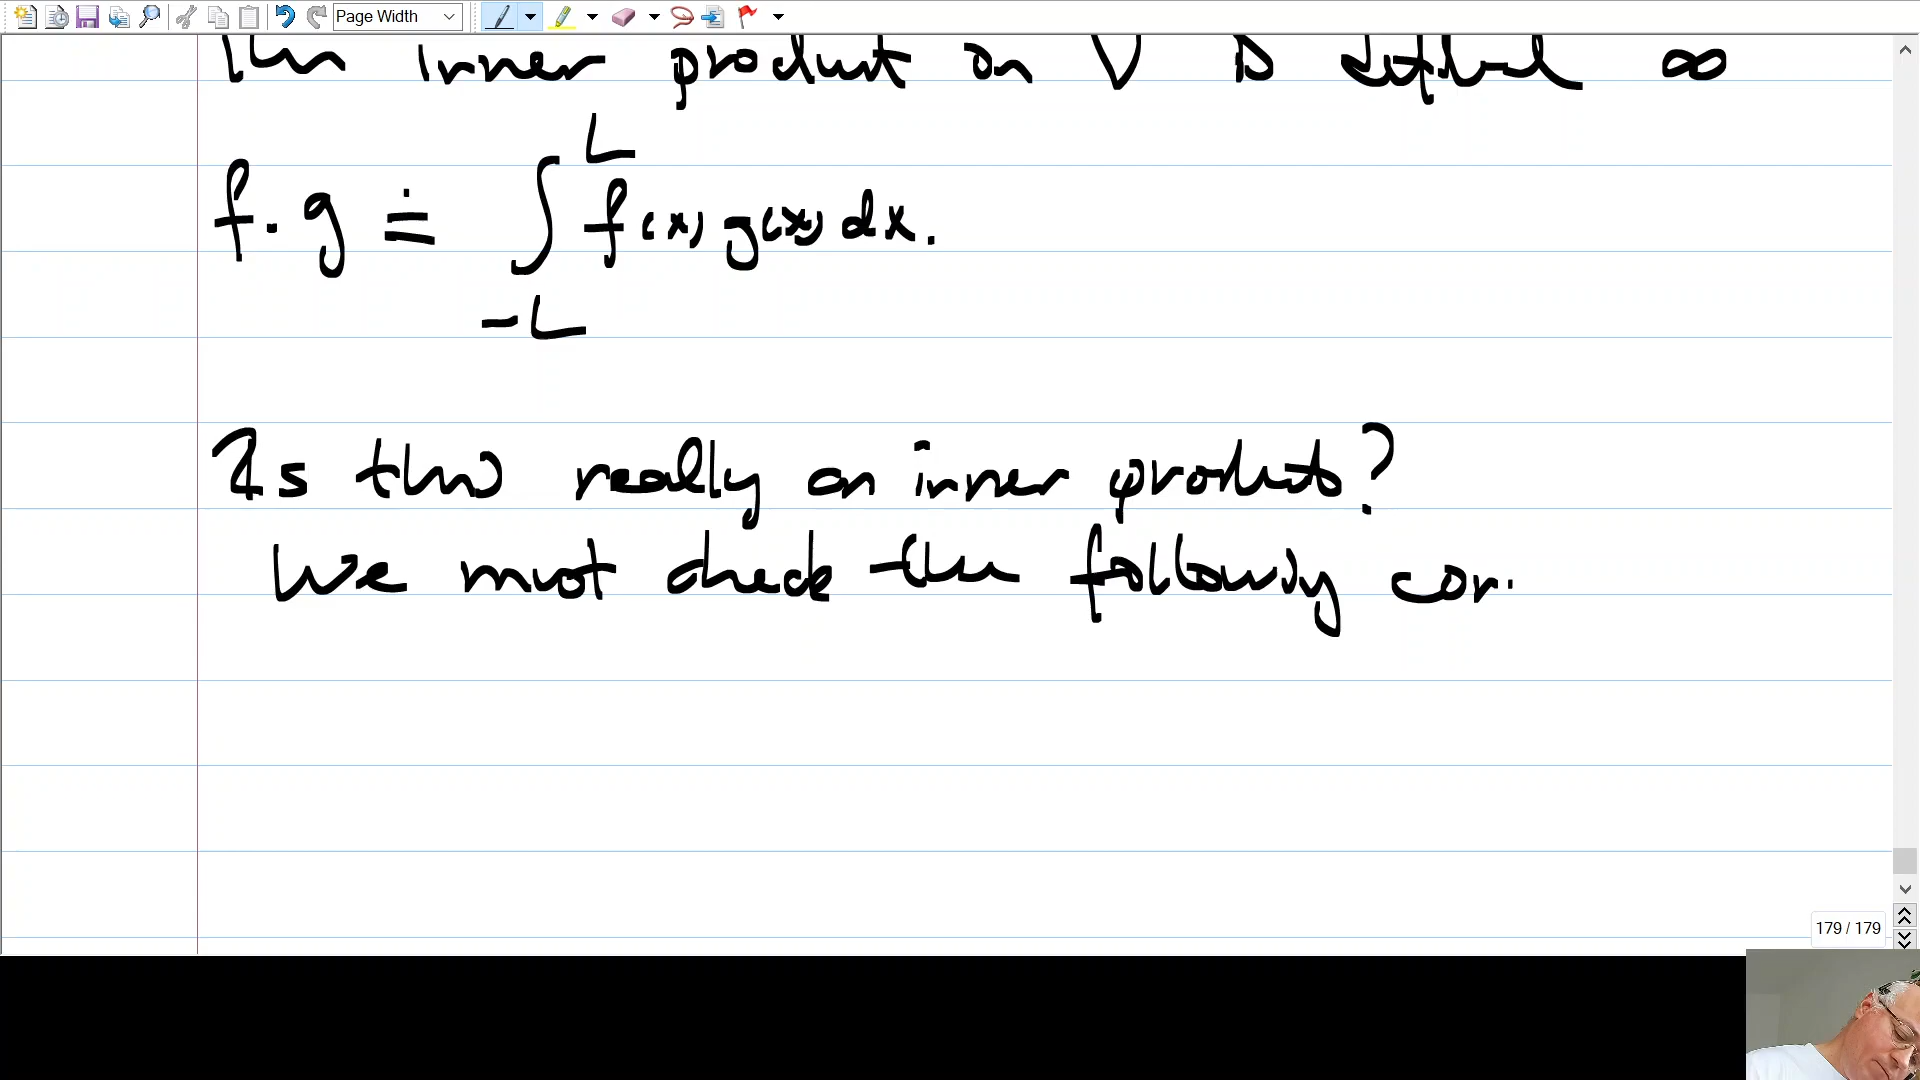 Page Width
The inner product on V is defined as
f · g ≐ ∫_{-L}^{L} f(x) g(x) dx.
Is this really an inner product?
We must check the following con
179 / 179